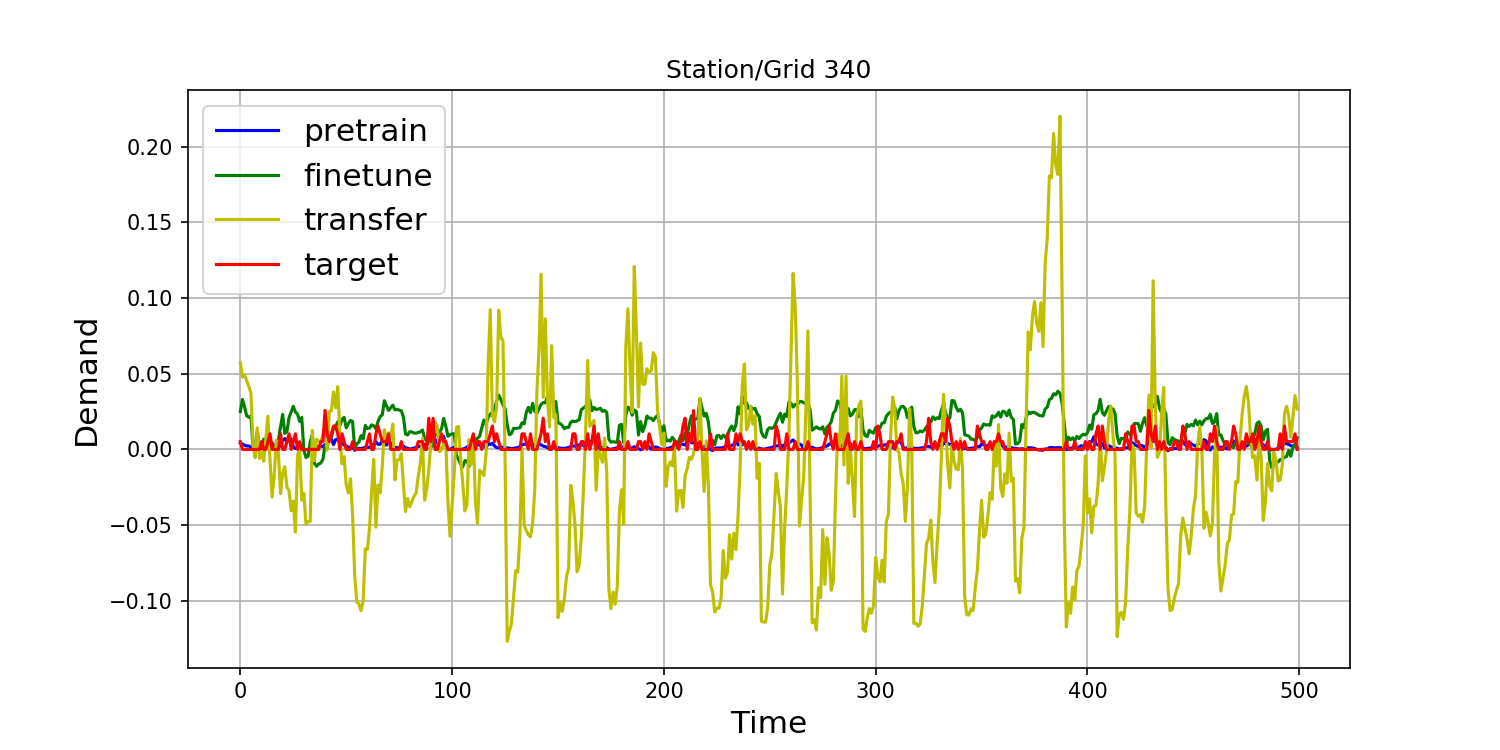 Station/Grid 340
pretrain
finetune
transfer
target
0.20
0.15
0.10
0.05
0.00
−0.05
−0.10
Demand
0 100 200 300 400 500
Time